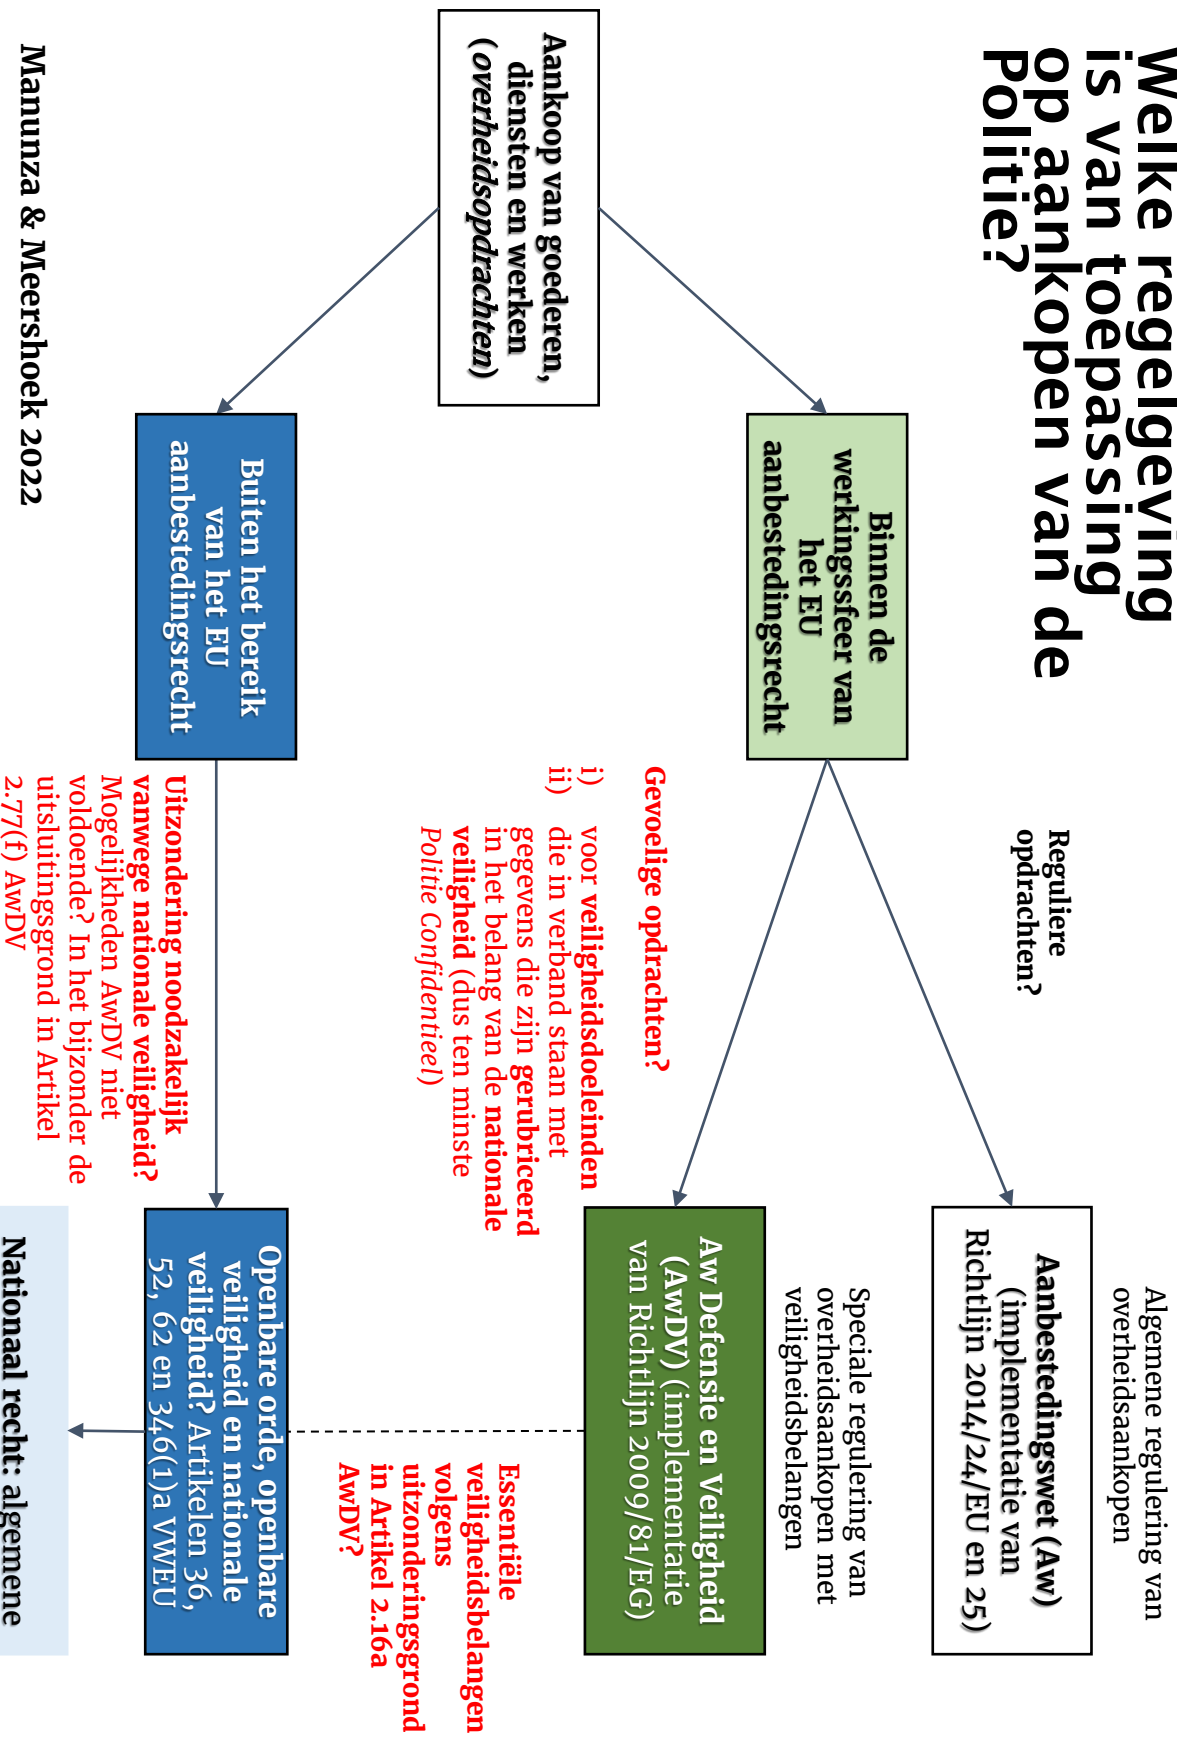 Welke regelgeving
is van toepassing
op aankopen van de
Politie?
Aankoop van goederen,
diensten en werken
(overheidsopdrachten)
Binnen de
werkingssfeer van
het EU
aanbestedingsrecht
Buiten het bereik
van het EU
aanbestedingsrecht
Reguliere
opdrachten?
Gevoelige opdrachten?
i) voor veiligheidsdoeleinden
ii) die in verband staan met
gegevens die zijn gerubriceerd
in het belang van de nationale
veiligheid (dus ten minste
Politie Confidentieel)
Uitzondering noodzakelijk
vanwege nationale veiligheid?
Mogelijkheden AwDV niet
voldoende? In het bijzonder de
uitsluitingsgrond in Artikel
2.77(f) AwDV
Algemene regulering van
overheidsaankopen
Aanbestedingswet (Aw)
(implementatie van
Richtlijn 2014/24/EU en 25)
Speciale regulering van
overheidsaankopen met
veiligheidsbelangen
Aw Defensie en Veiligheid
(AwDV) (implementatie
van Richtlijn 2009/81/EG)
Essentiële
veiligheidsbelangen
volgens
uitzonderingsgrond
in Artikel 2.16a
AwDV?
Openbare orde, openbare
veiligheid en nationale
veiligheid? Artikelen 36,
52, 62 en 346(1)a VWEU
Nationaal recht: algemene
Manunza & Meershoek 2022